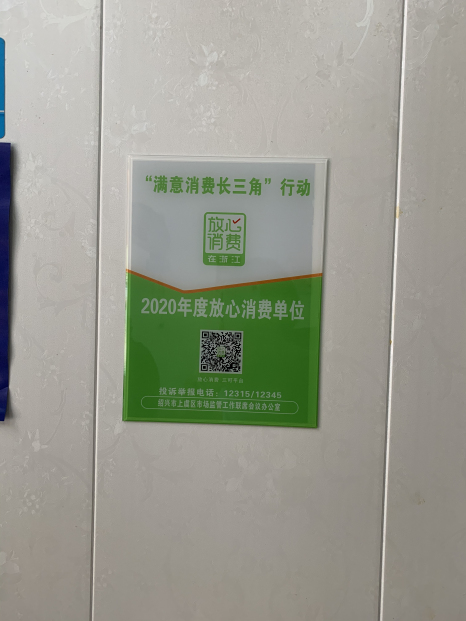 “满意消费长三角”行动
放心
消费
在浙江
2020年度放心消费单位
投诉举报电话：12315/12345
绍兴市上虞区市场监管工作联席会议办公室